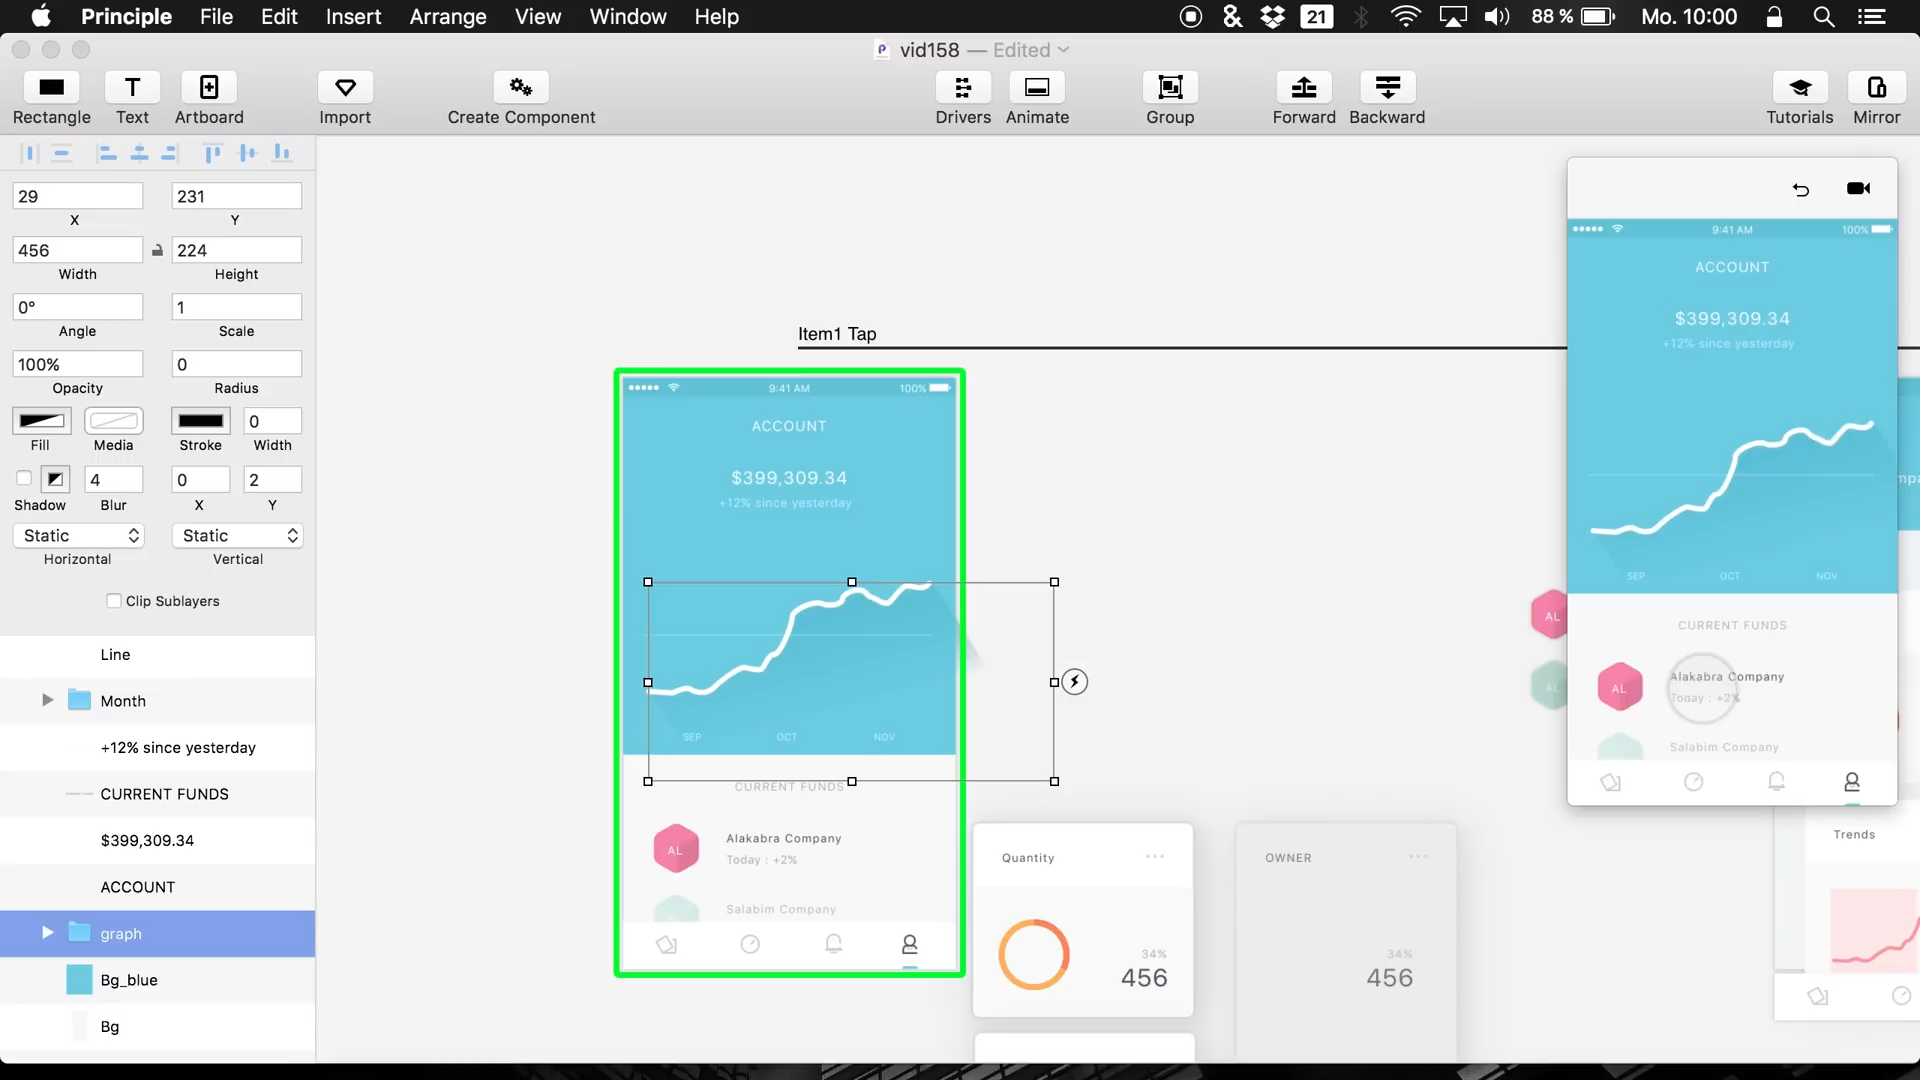 Principle File Edit Insert Arrange View Window Help
21 88 % Mo. 10:00
vid158 — Edited
Rectangle Text Artboard Import Create Component Drivers Animate Group Forward Backward Tutorials Mirror
29 231
X Y
456 224
Width Height
0° 1
Angle Scale
100% 0
Opacity Radius
0
Fill Media Stroke Width
4 0 2
Shadow Blur X Y
Static Static
Horizontal Vertical
Clip Sublayers
Line
Month
+12% since yesterday
CURRENT FUNDS
$399,309.34
ACCOUNT
graph
Bg_blue
Bg
Item1 Tap
9:41 AM 100%
ACCOUNT
$399,309.34
+12% since yesterday
SEP OCT NOV
CURRENT FUNDS
AL
Alakabra Company
Today : +2%
Salabim Company
Quantity
34%
456
OWNER
34%
456
AL
AL
9:41 AM 100%
ACCOUNT
$399,309.34
+12% since yesterday
SEP OCT NOV
CURRENT FUNDS
AL
Alakabra Company
Today : +2%
Salabim Company
Trends